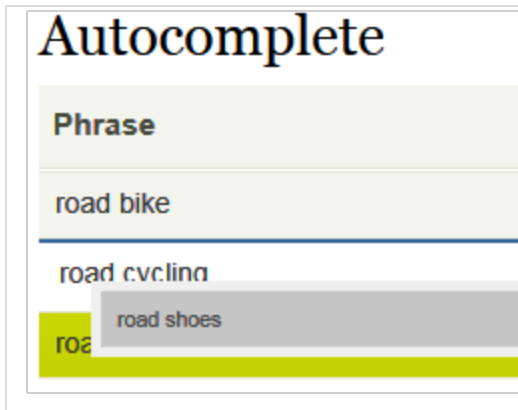 Autocomplete
Phrase
road bike
road cycling
road shoes